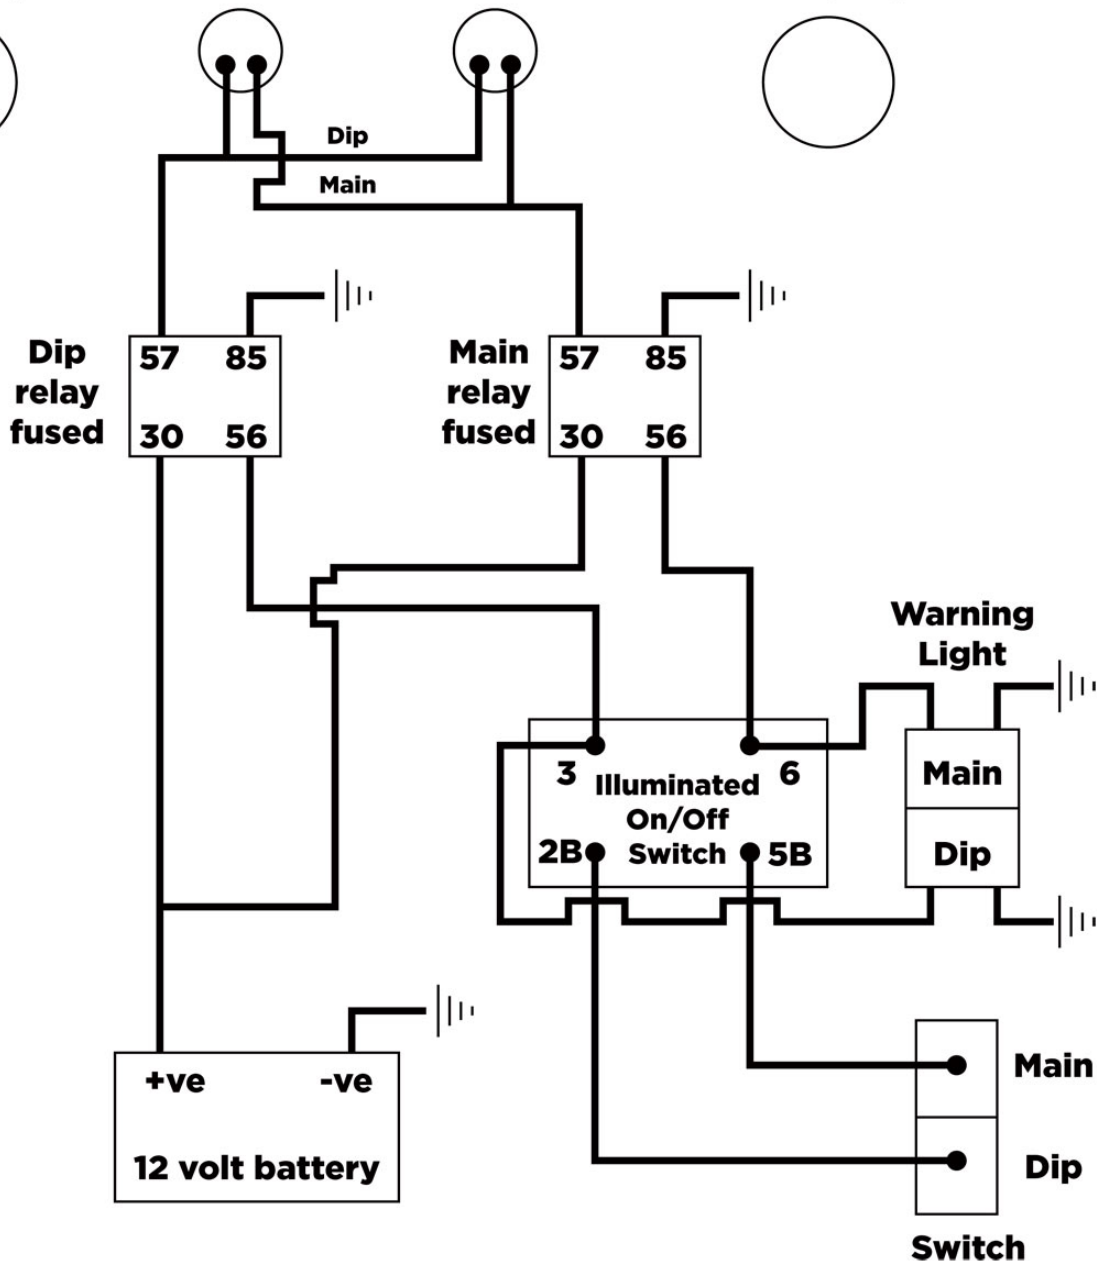 Dip
Main
Dip
relay
fused
57 85
30 56
Main
relay
fused
57 85
30 56
Warning
Light
Main
Dip
3
6
Illuminated
On/Off
Switch
2B
5B
+ve -ve
12 volt battery
Main
Dip
Switch